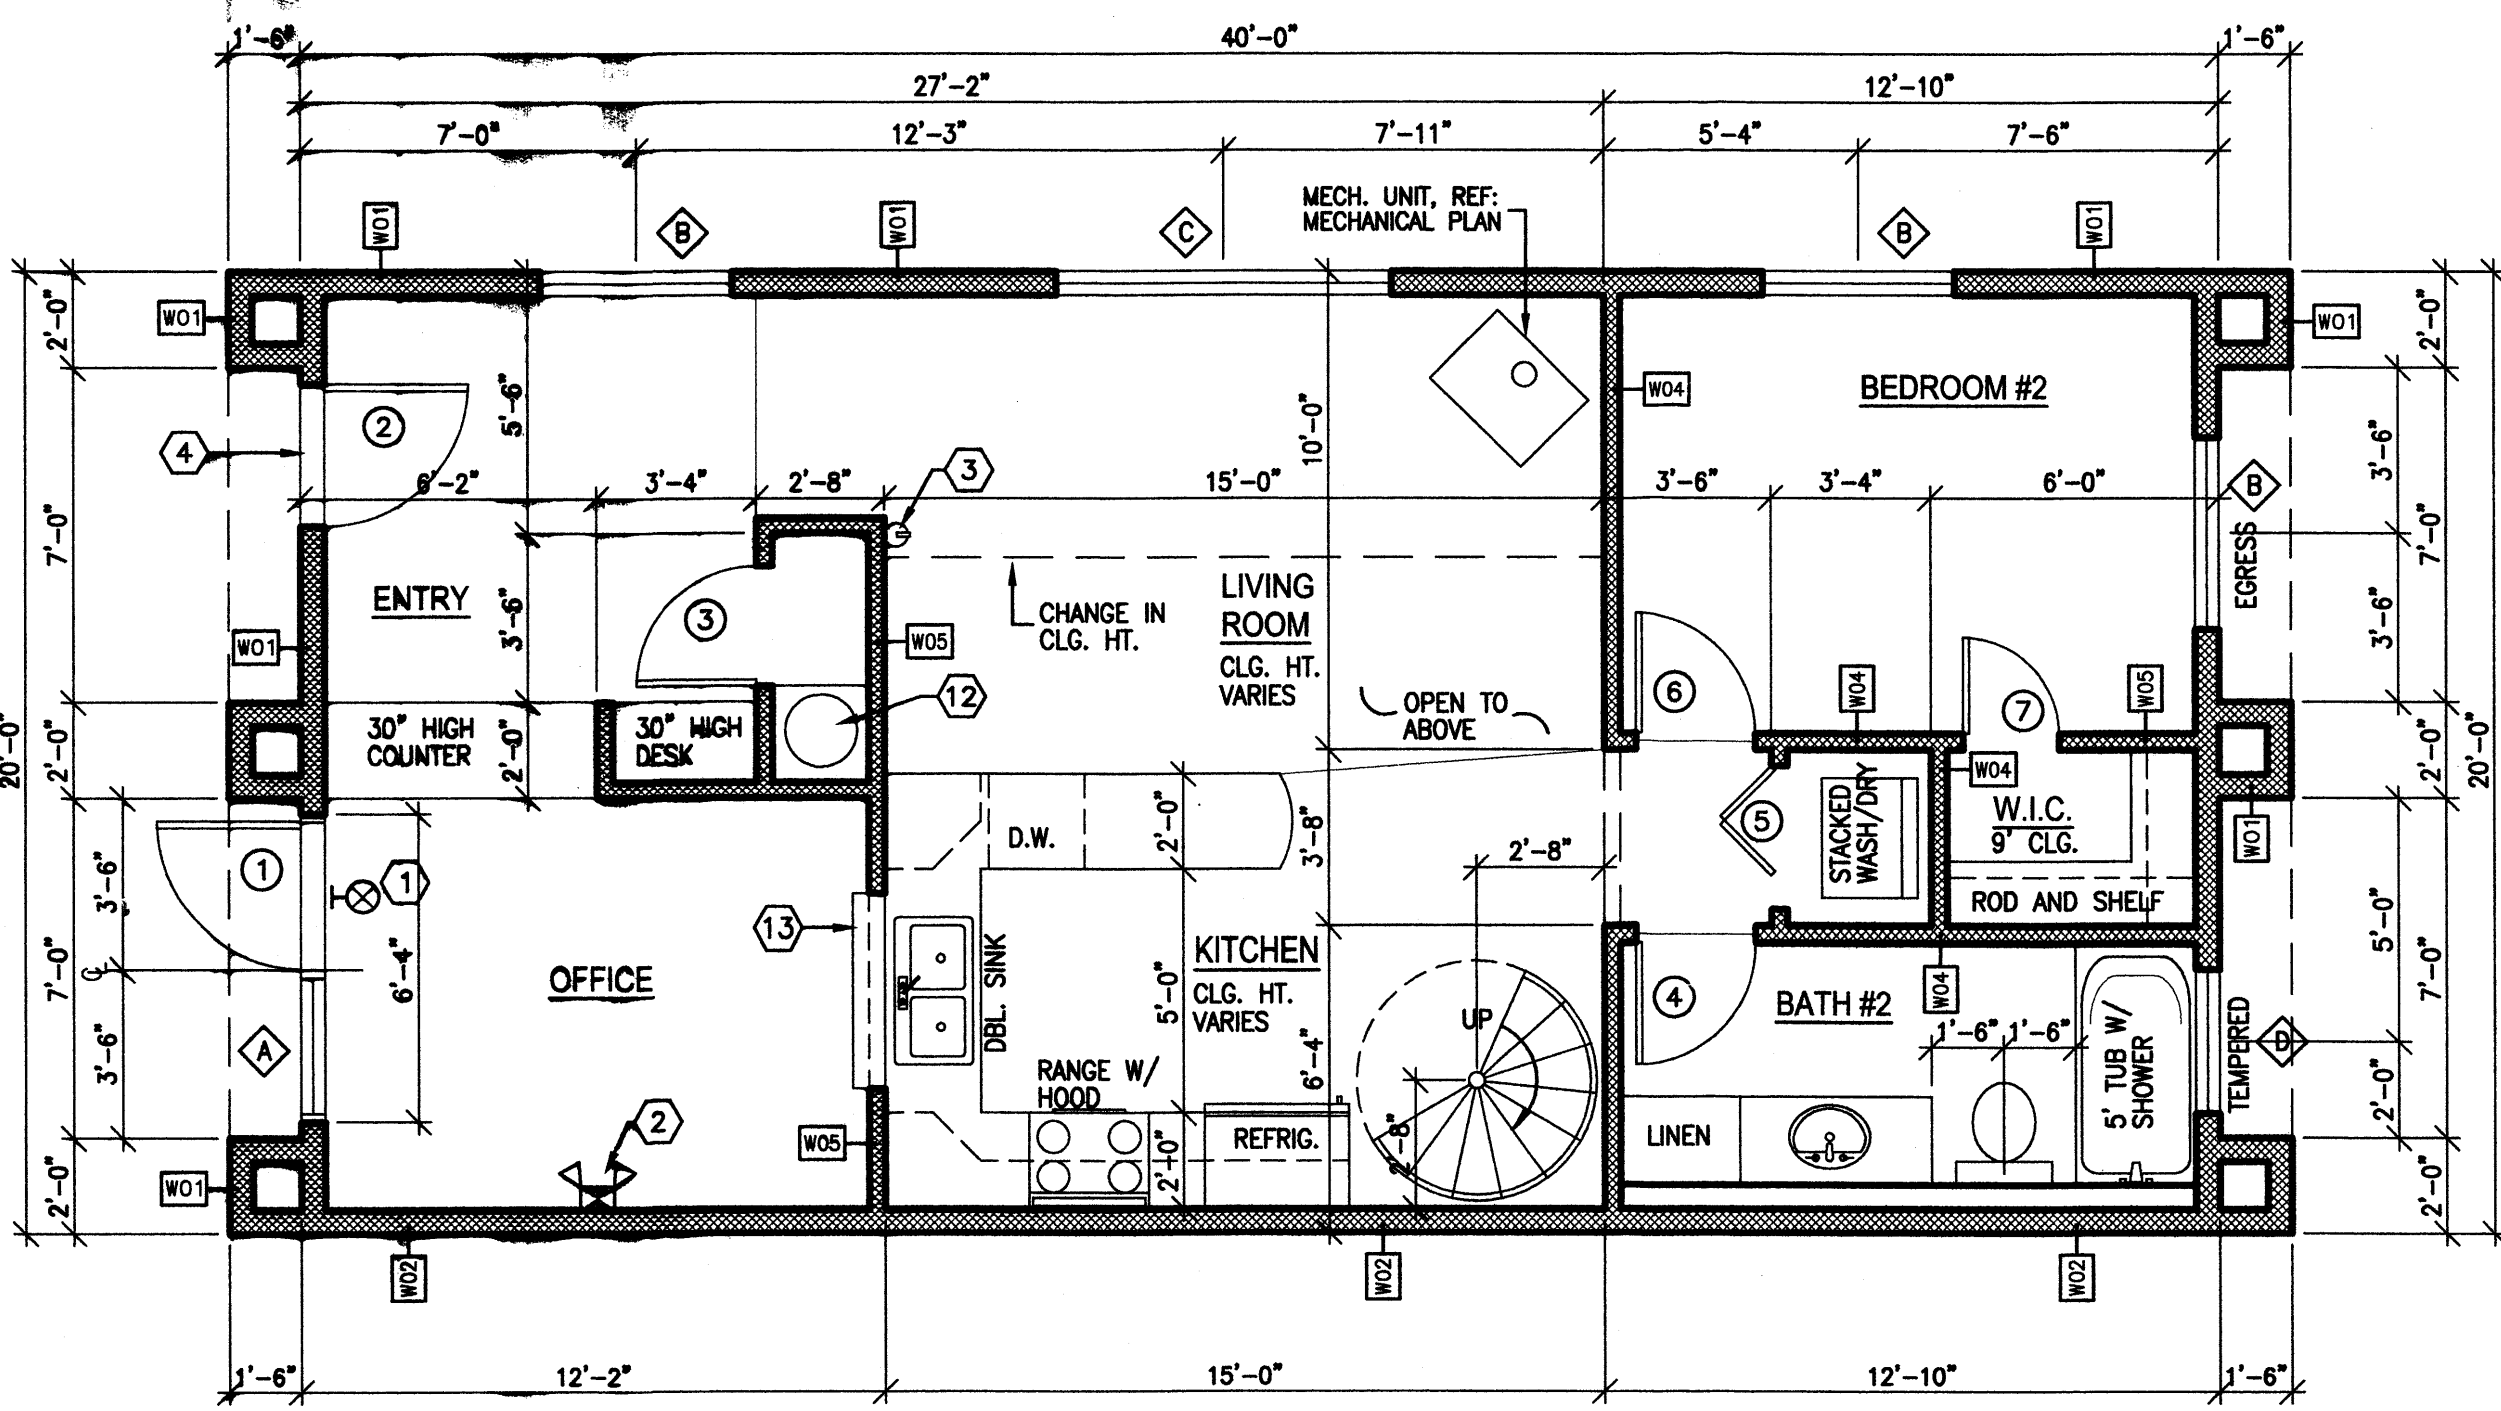 1'-6"
40'-0"
1'-6"
27'-2"
12'-10"
7'-0"
12'-3"
7'-11"
5'-4"
7'-6"
MECH. UNIT, REF:
MECHANICAL PLAN
W01
B
W01
C
B
W01
2'-0"
W01
W01
2'-0"
2
5'-6"
10'-0"
W04
BEDROOM #2
3'-6"
4
3
6'-2"
3'-4"
2'-8"
15'-0"
3'-6"
3'-4"
6'-0"
B
7'-0"
7'-0"
EGRESS
ENTRY
3'-6"
3
W05
CHANGE IN
CLG. HT.
LIVING
ROOM
CLG. HT.
VARIES
3'-6"
W01
6
W04
7
W05
12
OPEN TO
ABOVE
20'-0"
2'-0"
30" HIGH
COUNTER
2'-0"
30" HIGH
DESK
W04
2'-0"
20'-0"
D.W.
2'-0"
3'-8"
2'-8"
5
STACKED
WASH/DRY
W.I.C.
9' CLG.
W01
ROD AND SHELF
3'-6"
1
1
13
7'-0"
6'-4"
OFFICE
DBL. SINK
KITCHEN
CLG. HT.
VARIES
5'-0"
6'-4"
UP
4
BATH #2
W04
5'-0"
7'-0"
3'-6"
A
RANGE W/
HOOD
1'-6"
1'-6"
5' TUB W/
SHOWER
TEMPERED
D
2'-0"
2
W05
REFRIG.
2'-0"
LINEN
2'-0"
W01
2'-0"
W02
W02
W02
1'-6"
12'-2"
15'-0"
12'-10"
1'-6"